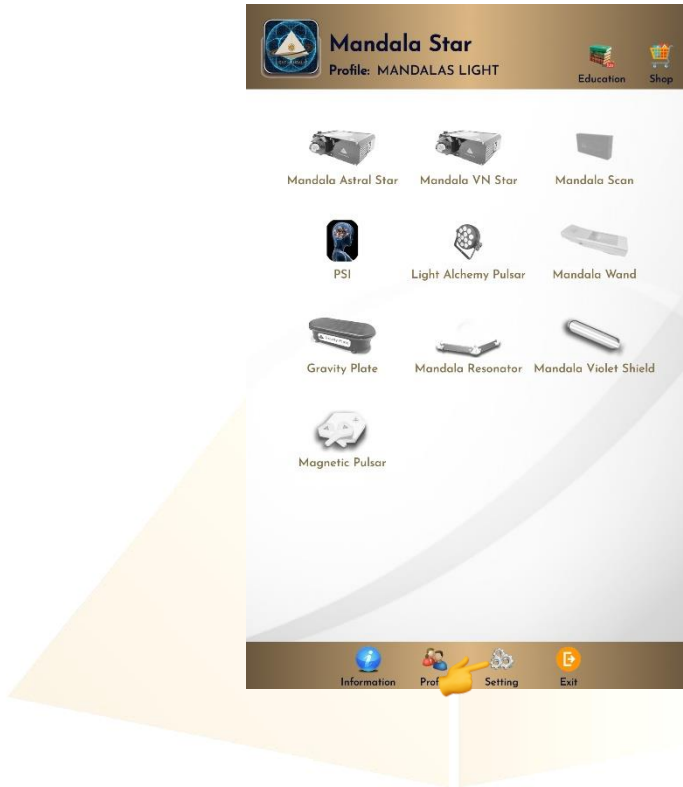 Mandala Star
Profile: MANDALAS LIGHT
Education Shop
Mandala Astral Star Mandala VN Star Mandala Scan
PSI Light Alchemy Pulsar Mandala Wand
Gravity Plate Mandala Resonator Mandala Violet Shield
Magnetic Pulsar
Information Prof Setting Exit